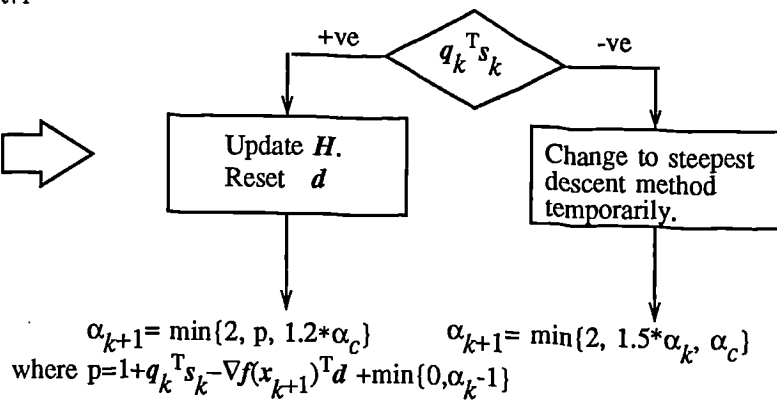 +ve
q_k^T s_k
-ve
Update H.
Reset d
Change to steepest
descent method
temporarily.
α_{k+1}= min{2, p, 1.2*α_c}
α_{k+1}= min{2, 1.5*α_k, α_c}
where p=1+q_k^T s_k−∇f(x_{k+1})^T d +min{0,α_k-1}